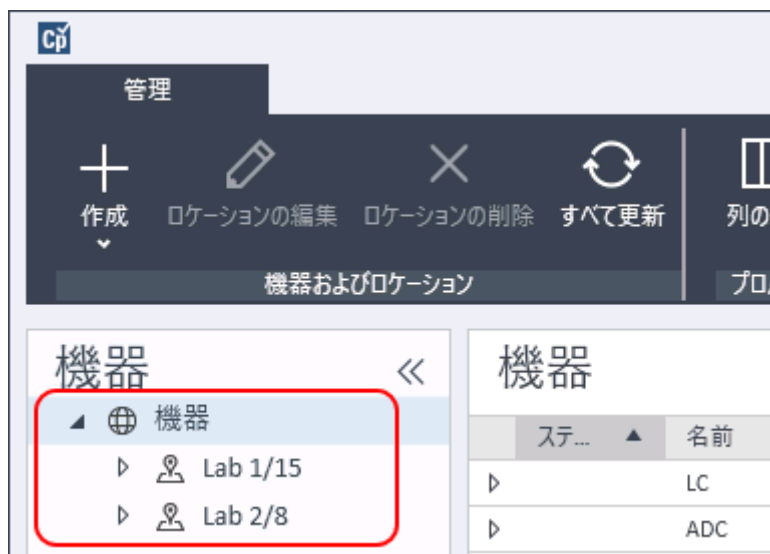 Cp
管理
作成 ロケーションの編集 ロケーションの削除 すべて更新 列の
機器およびロケーション
機器 機器
機器 ステ... 名前
Lab 1/15 LC
Lab 2/8 ADC